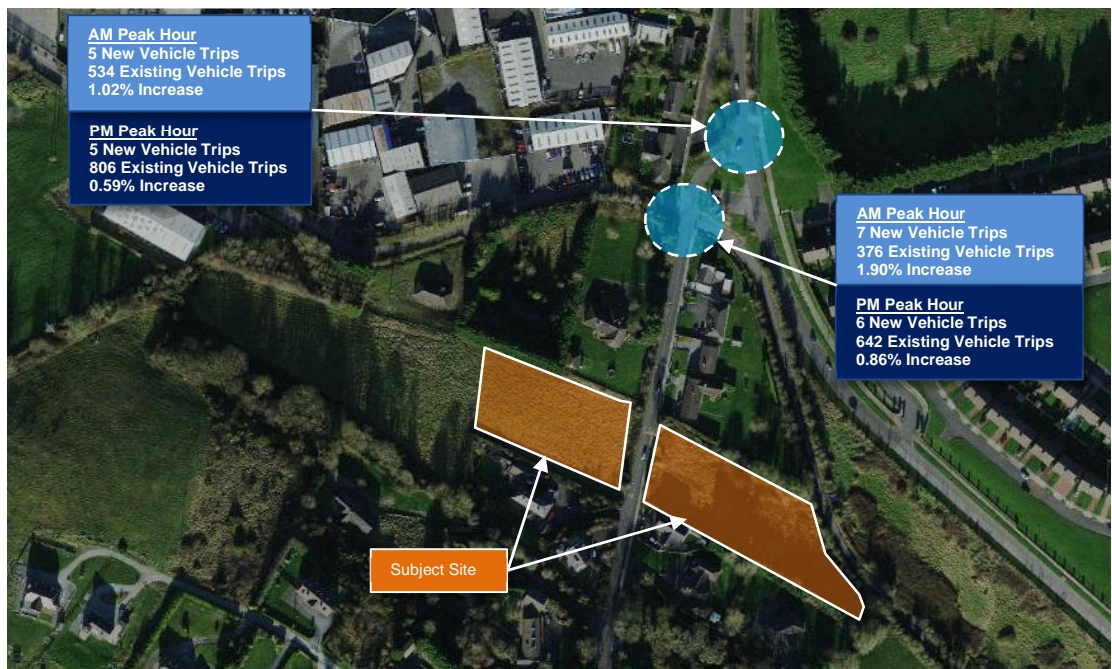 AM Peak Hour
5 New Vehicle Trips
534 Existing Vehicle Trips
1.02% Increase
PM Peak Hour
5 New Vehicle Trips
806 Existing Vehicle Trips
0.59% Increase
AM Peak Hour
7 New Vehicle Trips
376 Existing Vehicle Trips
1.90% Increase
PM Peak Hour
6 New Vehicle Trips
642 Existing Vehicle Trips
0.86% Increase
Subject Site